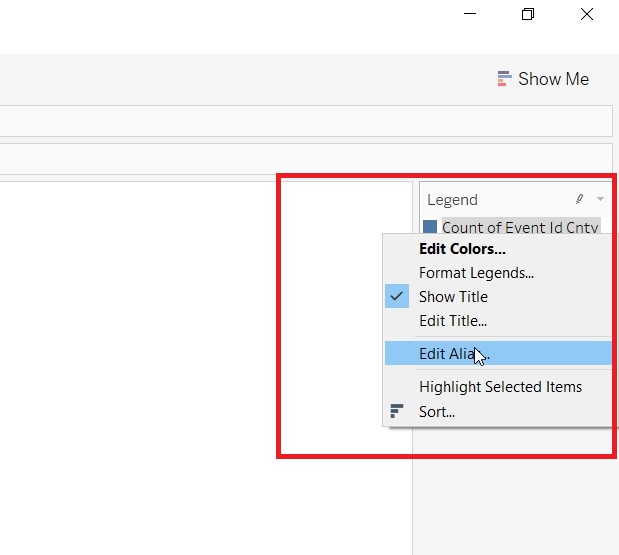 Show Me
Legend
Count of Event Id Cnty
Edit Colors...
Format Legends...
Show Title
Edit Title...
Edit Alia...
Highlight Selected Items
Sort...